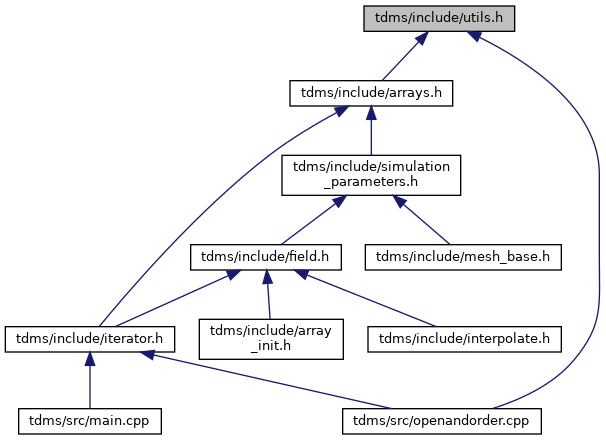 tdms/include/utils.h
tdms/include/arrays.h
tdms/include/simulation
_parameters.h
tdms/include/field.h
tdms/include/mesh_base.h
tdms/include/iterator.h
tdms/include/array
_init.h
tdms/include/interpolate.h
tdms/src/main.cpp
tdms/src/openandorder.cpp